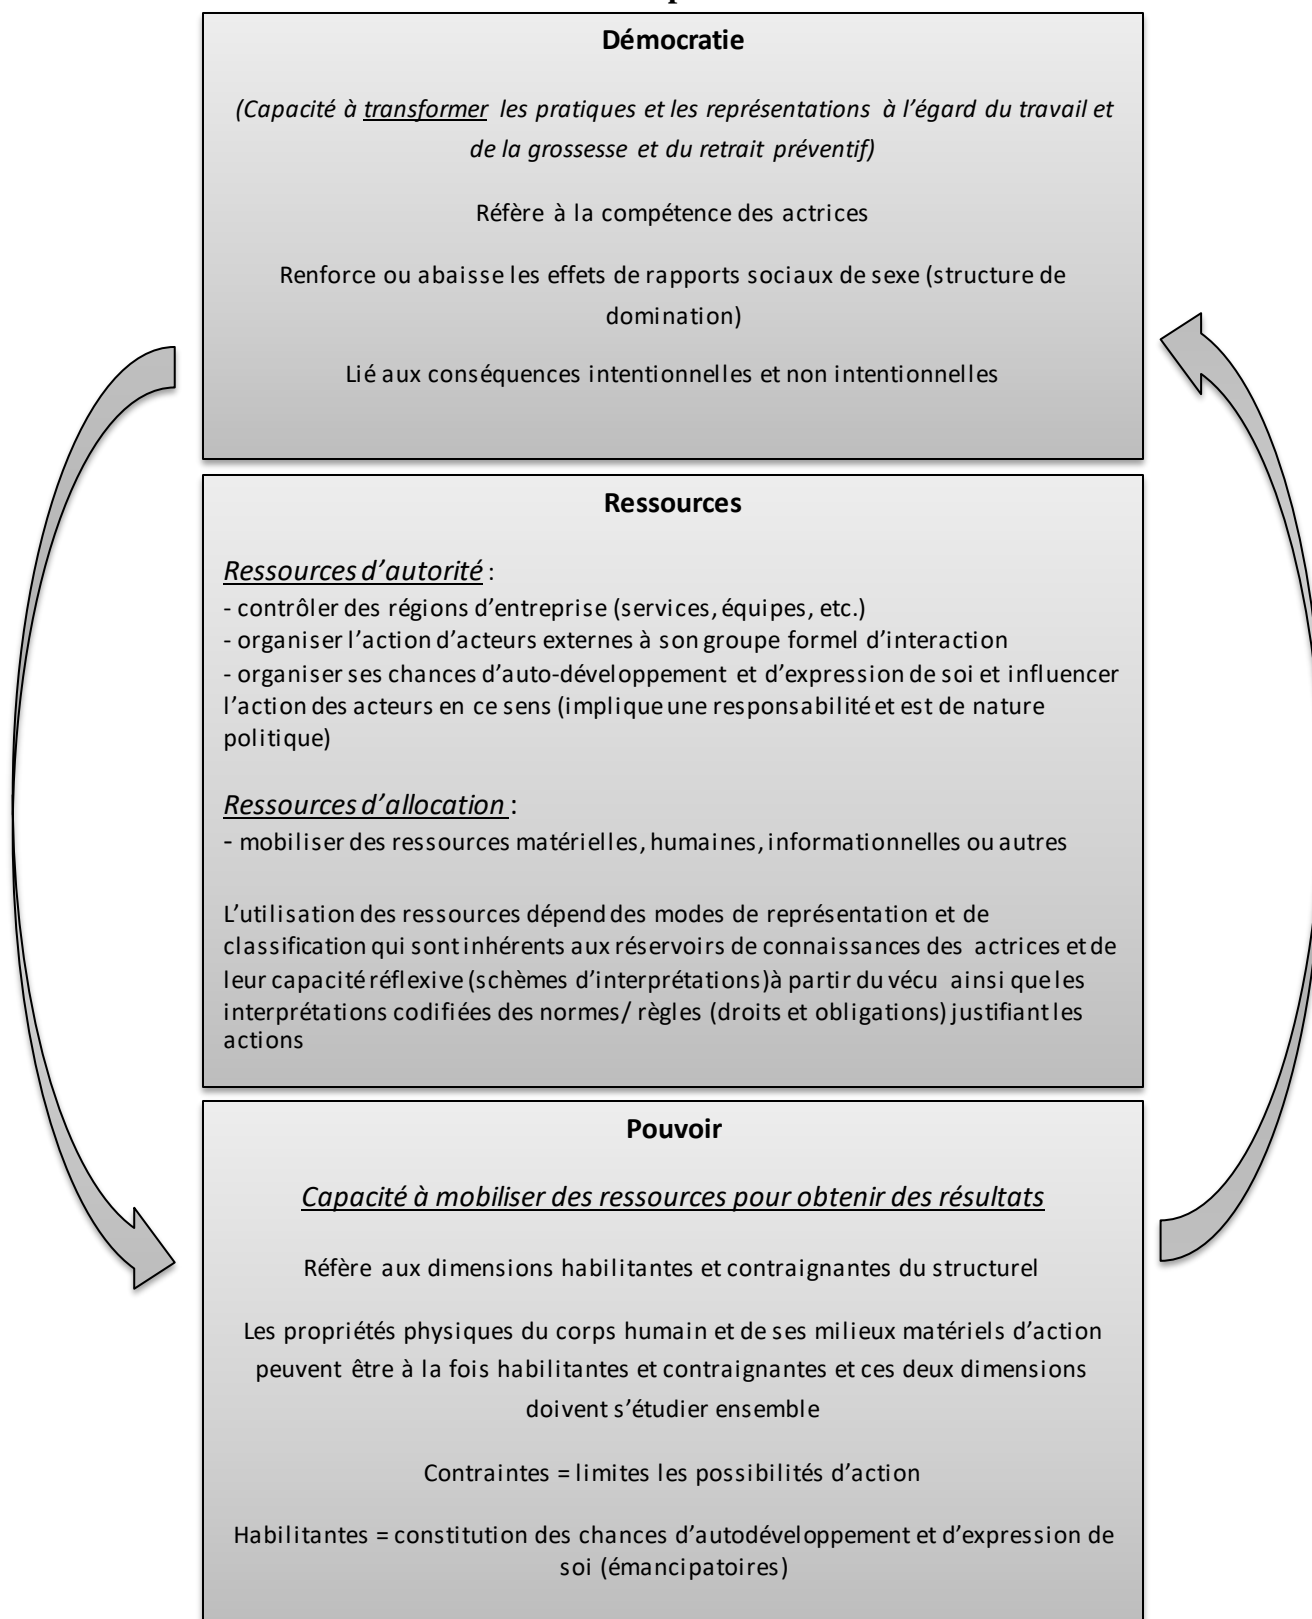 Démocratie
(Capacité à transformer les pratiques et les représentations à l’égard du travail et
de la grossesse et du retrait préventif)
Réfère à la compétence des actrices
Renforce ou abaisse les effets de rapports sociaux de sexe (structure de
domination)
Lié aux conséquences intentionnelles et non intentionnelles
Ressources
Ressources d’autorité :
- contrôler des régions d’entreprise (services, équipes, etc.)
- organiser l’action d’acteurs externes à son groupe formel d’interaction
- organiser ses chances d’auto-développement et d’expression de soi et influencer
l’action des acteurs en ce sens (implique une responsabilité et est de nature
politique)
Ressources d’allocation :
- mobiliser des ressources matérielles, humaines, informationnelles ou autres
L’utilisation des ressources dépend des modes de représentation et de
classification qui sont inhérents aux réservoirs de connaissances des actrices et de
leur capacité réflexive (schèmes d’interprétations) à partir du vécu ainsi que les
interprétations codifiées des normes/ règles (droits et obligations) justifiant les
actions
Pouvoir
Capacité à mobiliser des ressources pour obtenir des résultats
Réfère aux dimensions habilitantes et contraignantes du structurel
Les propriétés physiques du corps humain et de ses milieux matériels d’action
peuvent être à la fois habilitantes et contraignantes et ces deux dimensions
doivent s’étudier ensemble
Contraintes = limites les possibilités d’action
Habilitantes = constitution des chances d’autodéveloppement et d’expression de
soi (émancipatoires)